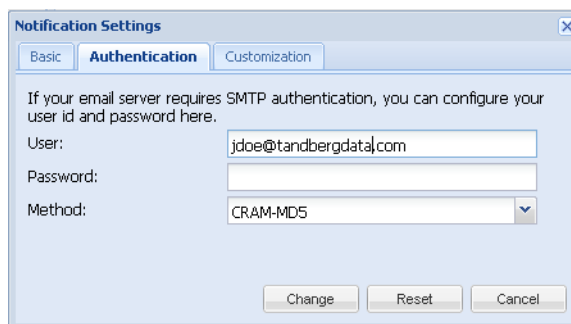 Notification Settings
Basic
Authentication
Customization
If your email server requires SMTP authentication, you can configure your
user id and password here.
User:
jdoe@tandbergdata.com
Password:
Method:
CRAM-MD5
Change
Reset
Cancel